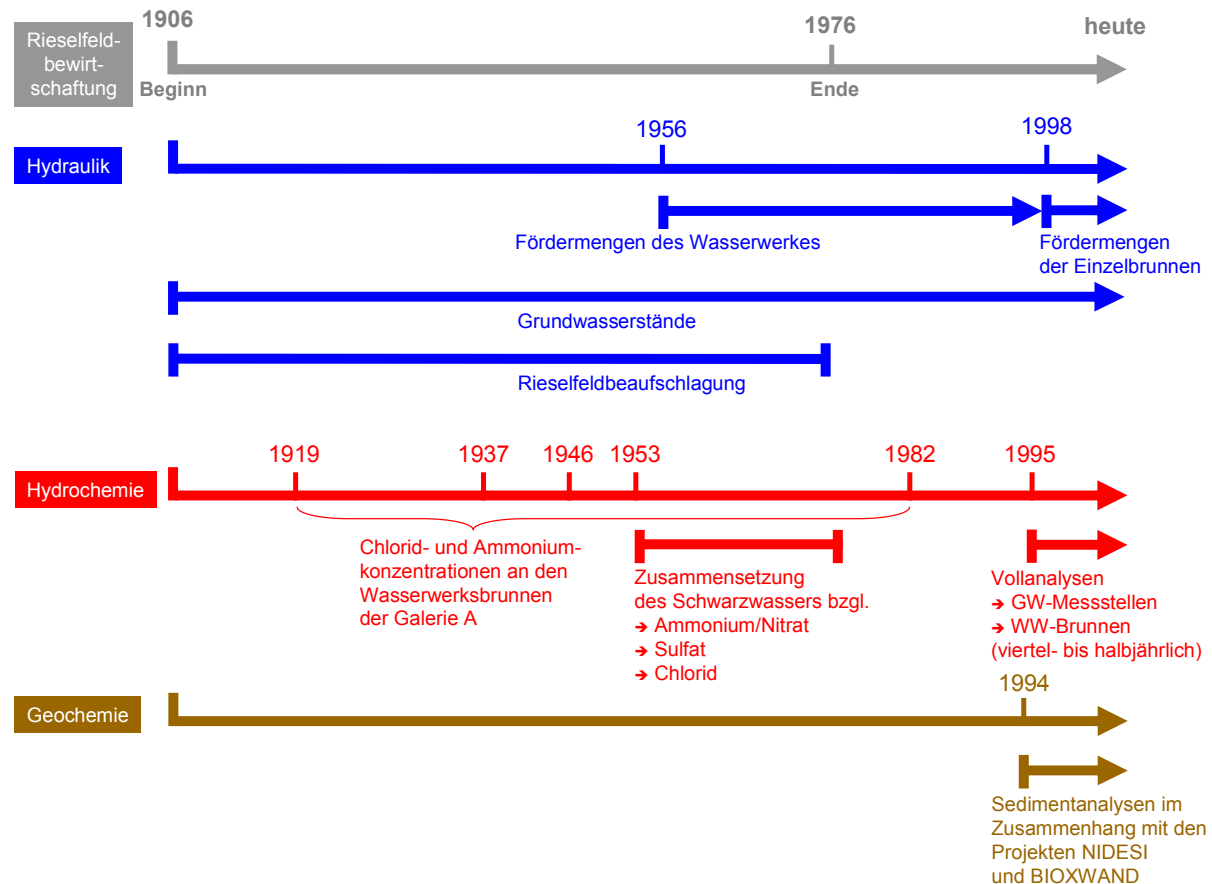 1906
1976
heute
Rieselfeld-
bewirt-
schaftung
Beginn
Ende
1956
1998
Hydraulik
Fördermengen des Wasserwerkes
Fördermengen
der Einzelbrunnen
Grundwasserstände
Rieselfeldbeaufschlagung
1919
1937
1946
1953
1982
1995
Hydrochemie
Chlorid- und Ammonium-
konzentrationen an den
Wasserwerksbrunnen
der Galerie A
Zusammensetzung
des Schwarzwassers bzgl.
➔ Ammonium/Nitrat
➔ Sulfat
➔ Chlorid
Vollanalysen
➔ GW-Messstellen
➔ WW-Brunnen
(viertel- bis halbjährlich)
1994
Geochemie
Sedimentanalysen im
Zusammenhang mit den
Projekten NIDESI
und BIOXWAND